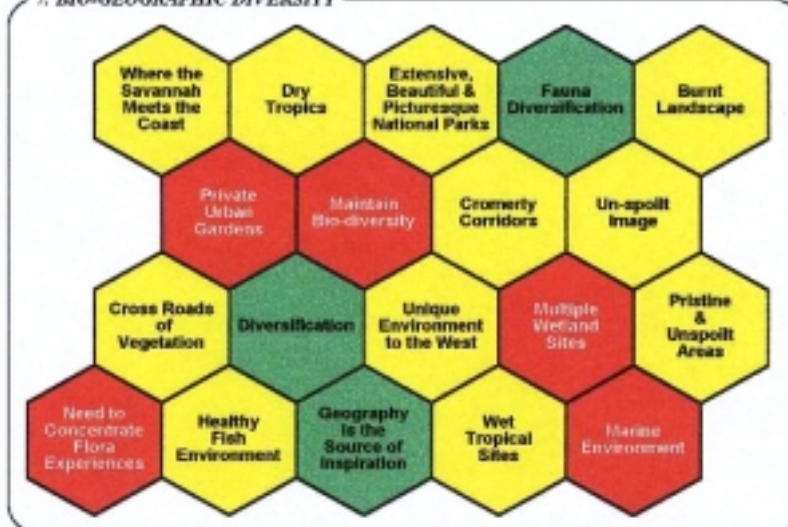 7. BIO-GEOGRAPHIC DIVERSITY
Where the
Savannah
Meets the
Coast
Dry
Tropics
Extensive,
Beautiful &
Picturesque
National Parks
Fauna
Diversification
Burnt
Landscape
Private
Urban
Gardens
Maintain
Bio-diversity
Cromerty
Corridors
Un-spoilt
Image
Cross Roads
of
Vegetation
Diversification
Unique
Environment
to the West
Multiple
Wetland
Sites
Pristine
&
Unspoilt
Areas
Need to
Concentrate
Flora
Experiences
Healthy
Fish
Environment
Geography
is the
Source of
Inspiration
Wet
Tropical
Sites
Marine
Environment